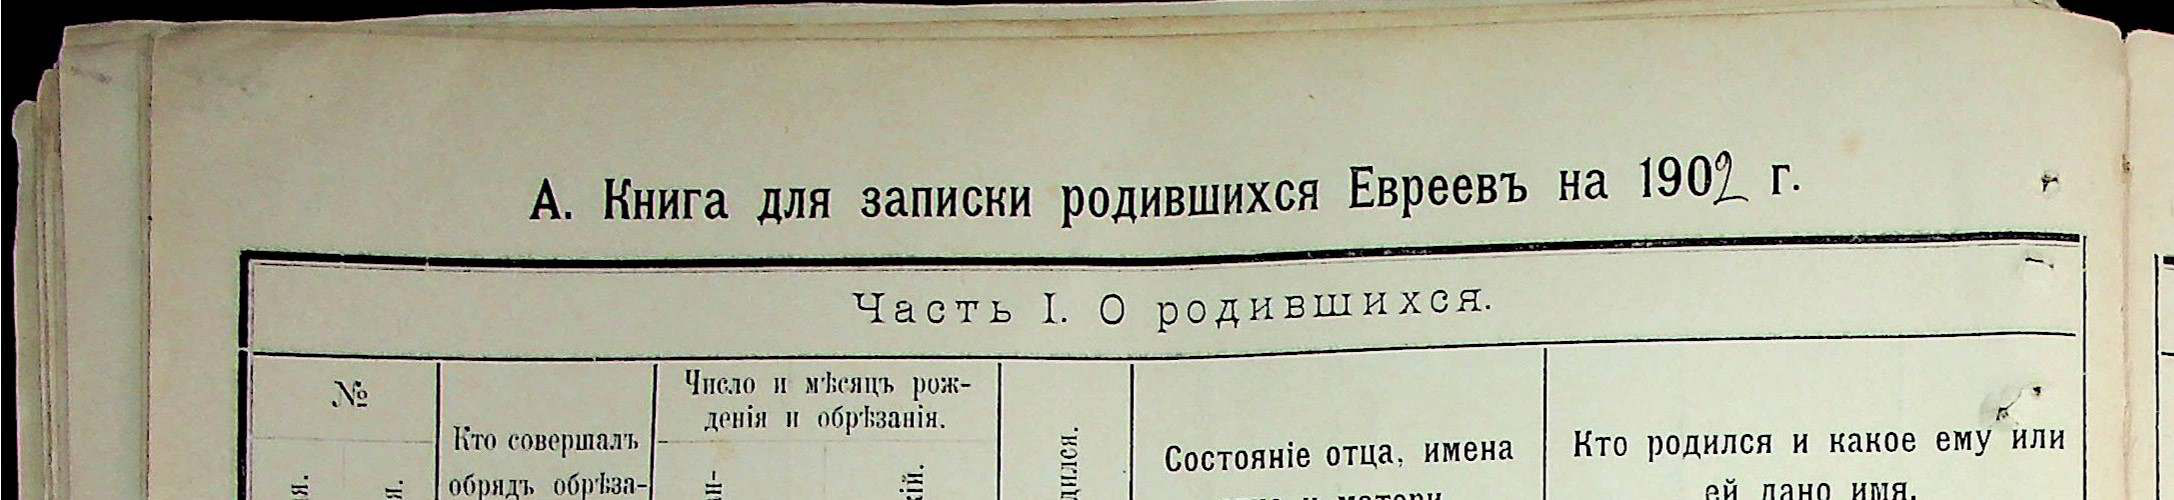 А. Книга для записки родившихся Евреевъ на 1902 г.
Часть I. О родившихся.
№
Кто совершалъ
обрядъ обрѣза-
Число и мѣсяцъ рож-
денія и обрѣзанія.
Состояніе отца, имена
и матери
Кто родился и какое ему или
ей дано имя.